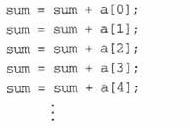 sum = sum + a[0];
sum = sum + a[1];
sum = sum + a[2];
sum = sum + a[3];
sum = sum + a[4];
⋮